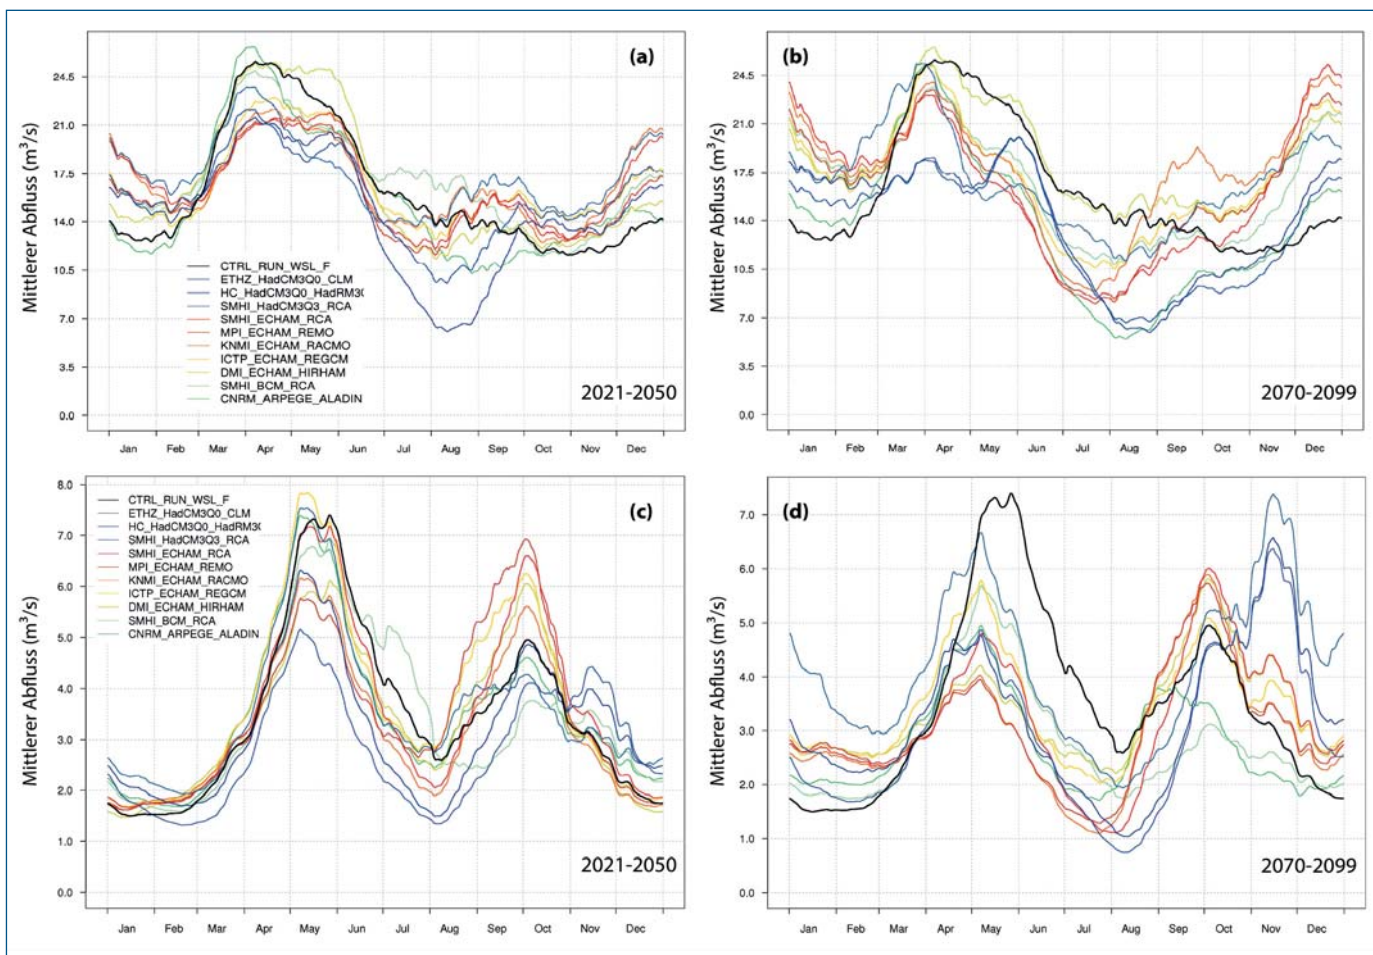 (a)
Mittlerer Abfluss (m³/s)
24.5
21.0
17.5
14.0
10.5
7.0
3.5
0.0
CTRL_RUN_WSL_F
ETHZ_HadCM3Q0_CLM
HC_HadCM3Q0_HadRM3
SMHI_HadCM3Q3_RCA
SMHI_ECHAM_RCA
MPI_ECHAM_REMO
KNMI_ECHAM_RACMO
ICTP_ECHAM_REGCM
DMI_ECHAM_HIRHAM
SMHI_BCM_RCA
CNRM_ARPEGE_ALADIN
2021-2050
Jan Feb Mar Apr May Jun Jul Aug Sep Oct Nov Dec
(b)
Mittlerer Abfluss (m³/s)
24.5
21.0
17.6
14.0
10.5
7.0
3.5
0.0
2070-2099
Jan Feb Mar Apr May Jun Jul Aug Sep Oct Nov Dec
(c)
Mittlerer Abfluss (m³/s)
8.0
7.0
6.0
5.0
4.0
3.0
2.0
1.0
0.0
CTRL_RUN_WSL_F
ETHZ_HadCM3Q0_CLM
HC_HadCM3Q0_HadRM3
SMHI_HadCM3Q3_RCA
SMHI_ECHAM_RCA
MPI_ECHAM_REMO
KNMI_ECHAM_RACMO
ICTP_ECHAM_REGCM
DMI_ECHAM_HIRHAM
SMHI_BCM_RCA
CNRM_ARPEGE_ALADIN
2021-2050
Jan Feb Mar Apr May Jun Jul Aug Sep Oct Nov Dec
(d)
Mittlerer Abfluss (m³/s)
7.0
6.0
5.0
4.0
3.0
2.0
1.0
0.0
2070-2099
Jan Feb Mar Apr May Jun Jul Aug Sep Oct Nov Dec